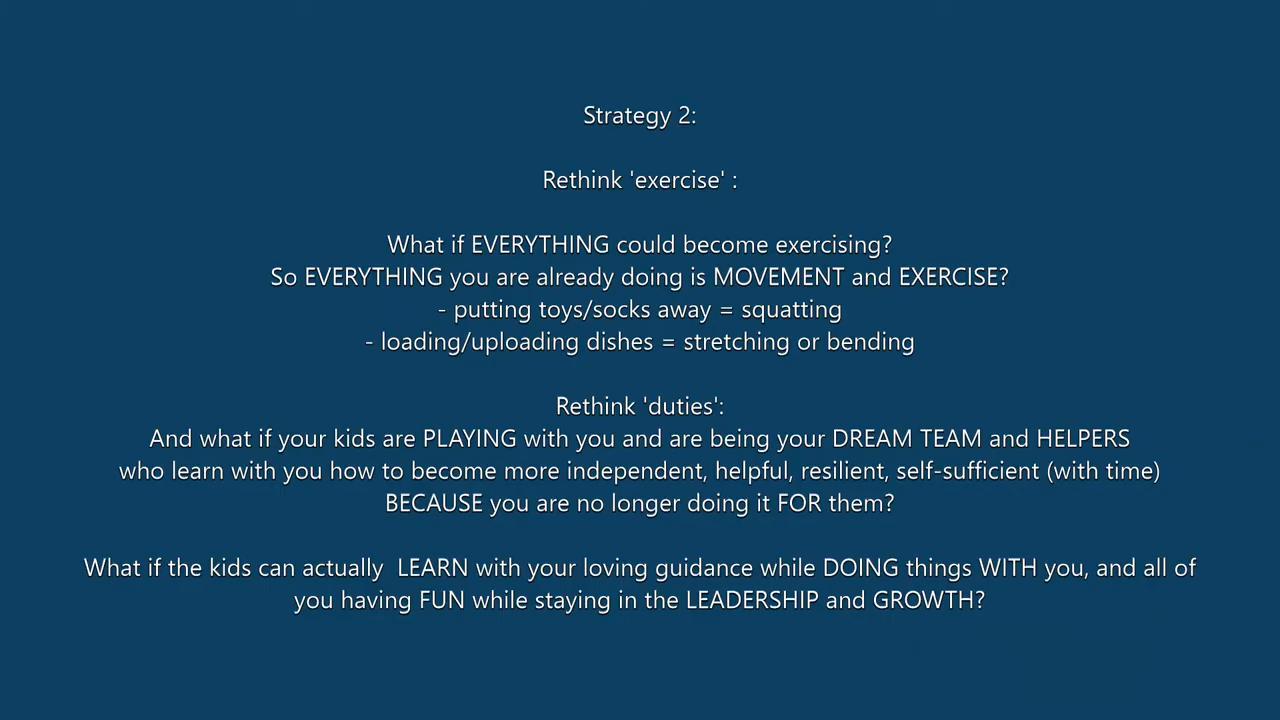 Strategy 2:
Rethink 'exercise' :
What if EVERYTHING could become exercising?
So EVERYTHING you are already doing is MOVEMENT and EXERCISE?
- putting toys/socks away = squatting
- loading/uploading dishes = stretching or bending
Rethink 'duties':
And what if your kids are PLAYING with you and are being your DREAM TEAM and HELPERS
who learn with you how to become more independent, helpful, resilient, self-sufficient (with time)
BECAUSE you are no longer doing it FOR them?
What if the kids can actually  LEARN with your loving guidance while DOING things WITH you, and all of
you having FUN while staying in the LEADERSHIP and GROWTH?